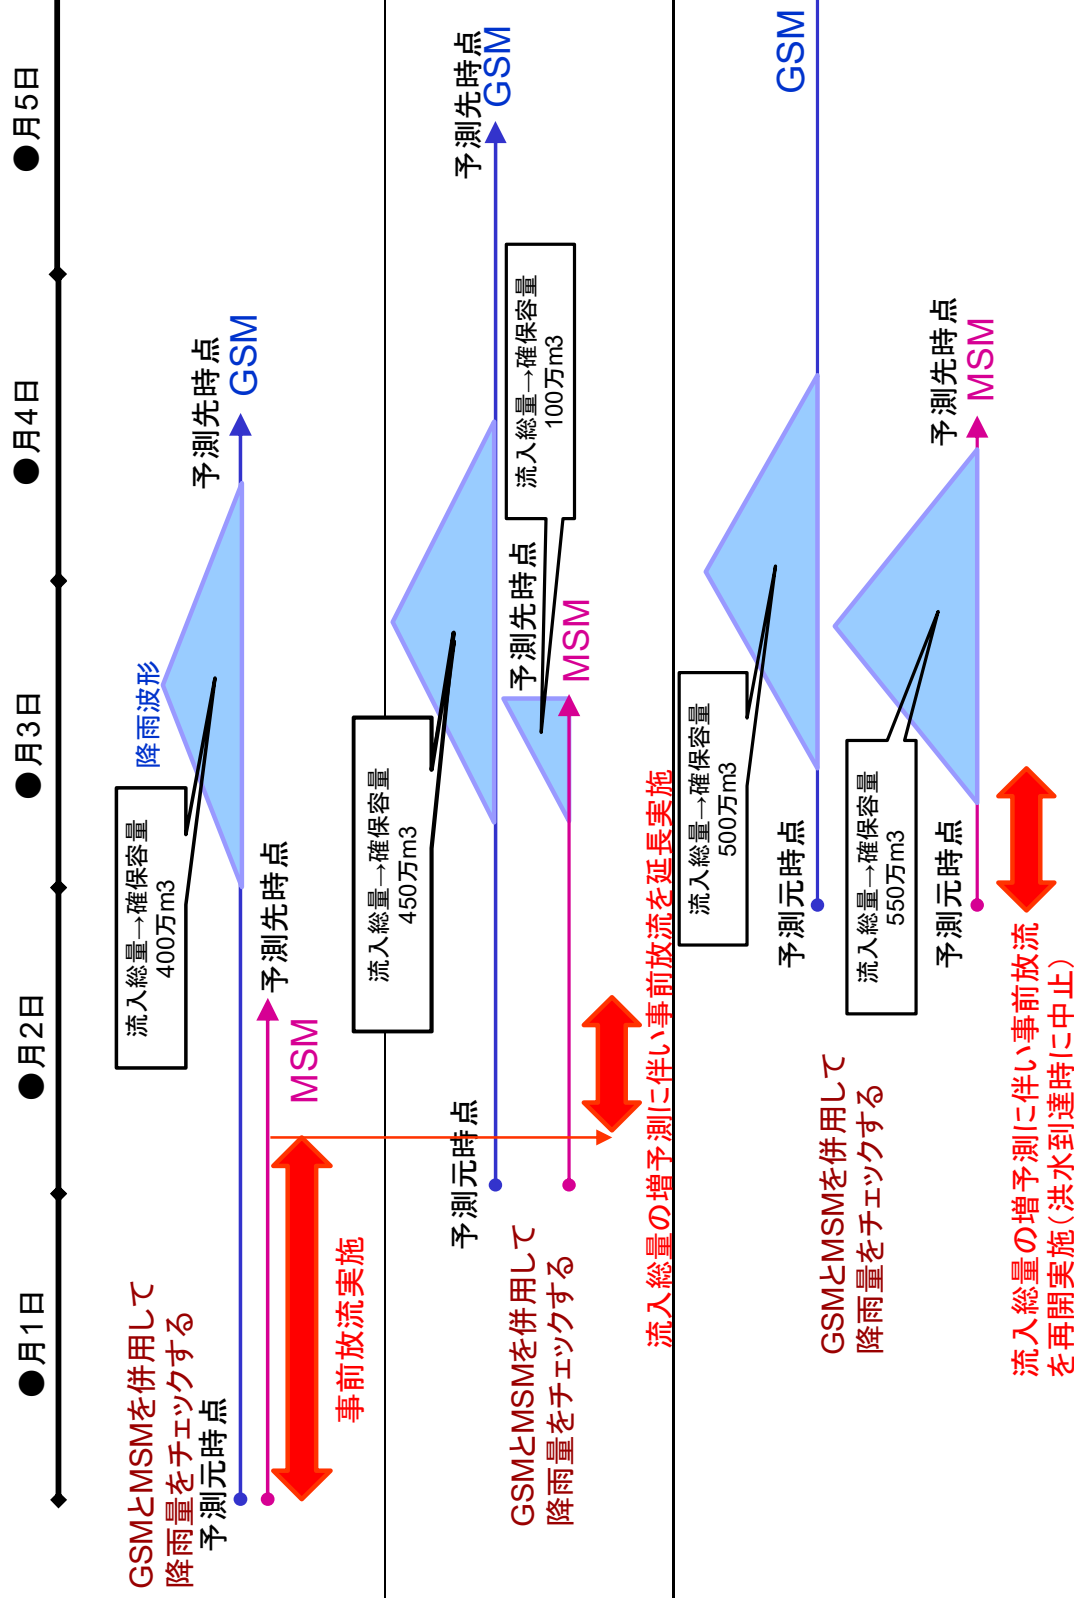 ●月1日
●月2日
●月3日
●月4日
●月5日
GSMとMSMを併用して
降雨量をチェックする
予測元時点
流入総量→確保容量
400万m3
降雨波形
予測先時点
GSM
予測先時点
MSM
事前放流実施
GSMとMSMを併用して
降雨量をチェックする
予測元時点
流入総量→確保容量
450万m3
予測先時点
GSM
流入総量→確保容量
100万m3
予測先時点
MSM
流入総量の増予測に伴い事前放流を延長実施
GSMとMSMを併用して
降雨量をチェックする
予測元時点
流入総量→確保容量
500万m3
GSM
予測元時点
流入総量→確保容量
550万m3
予測先時点
MSM
流入総量の増予測に伴い事前放流
を再開実施(洪水到達時に中止)